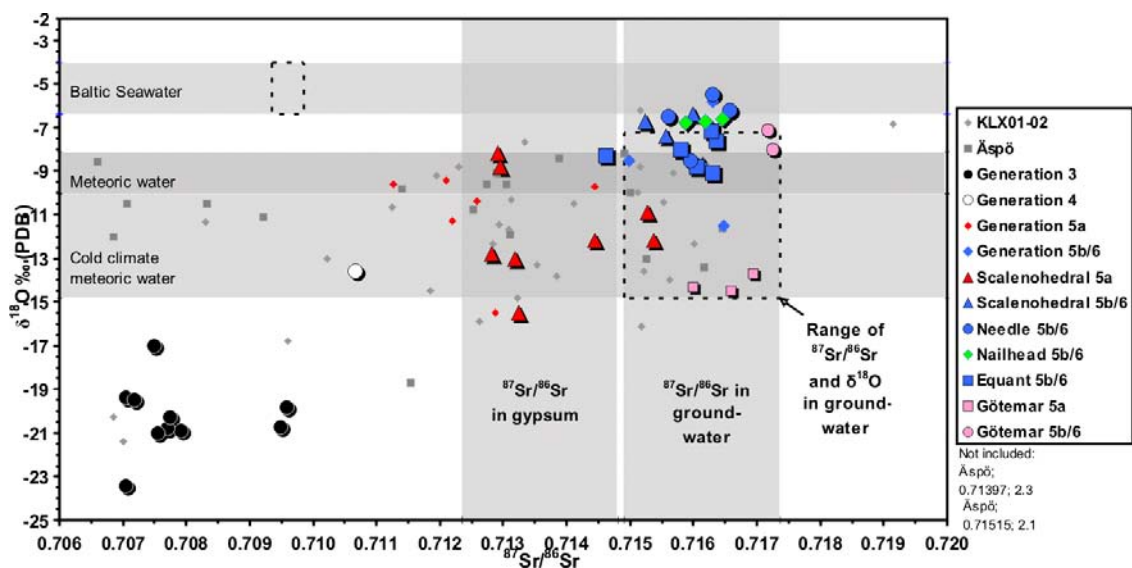 -2
-3
-5
-7
-9
-11
-13
-15
-17
-19
-21
-23
-25
δ¹⁸O ‰(PDB)
Baltic Seawater
Meteoric water
Cold climate
meteoric water
⁸⁷Sr/⁸⁶Sr
in gypsum
⁸⁷Sr/⁸⁶Sr in
ground-
water
Range of
⁸⁷Sr/⁸⁶Sr
and δ¹⁸O
in ground-
water
0.706 0.707 0.708 0.709 0.710 0.711 0.712 0.713 0.714 0.715 0.716 0.717 0.718 0.719 0.720
⁸⁷Sr/⁸⁶Sr
KLX01-02
Äspö
Generation 3
Generation 4
Generation 5a
Generation 5b/6
Scalenohedral 5a
Scalenohedral 5b/6
Needle 5b/6
Nailhead 5b/6
Equant 5b/6
Götemar 5a
Götemar 5b/6
Not included:
Äspö;
0.71397; 2.3
Äspö;
0.71515; 2.1